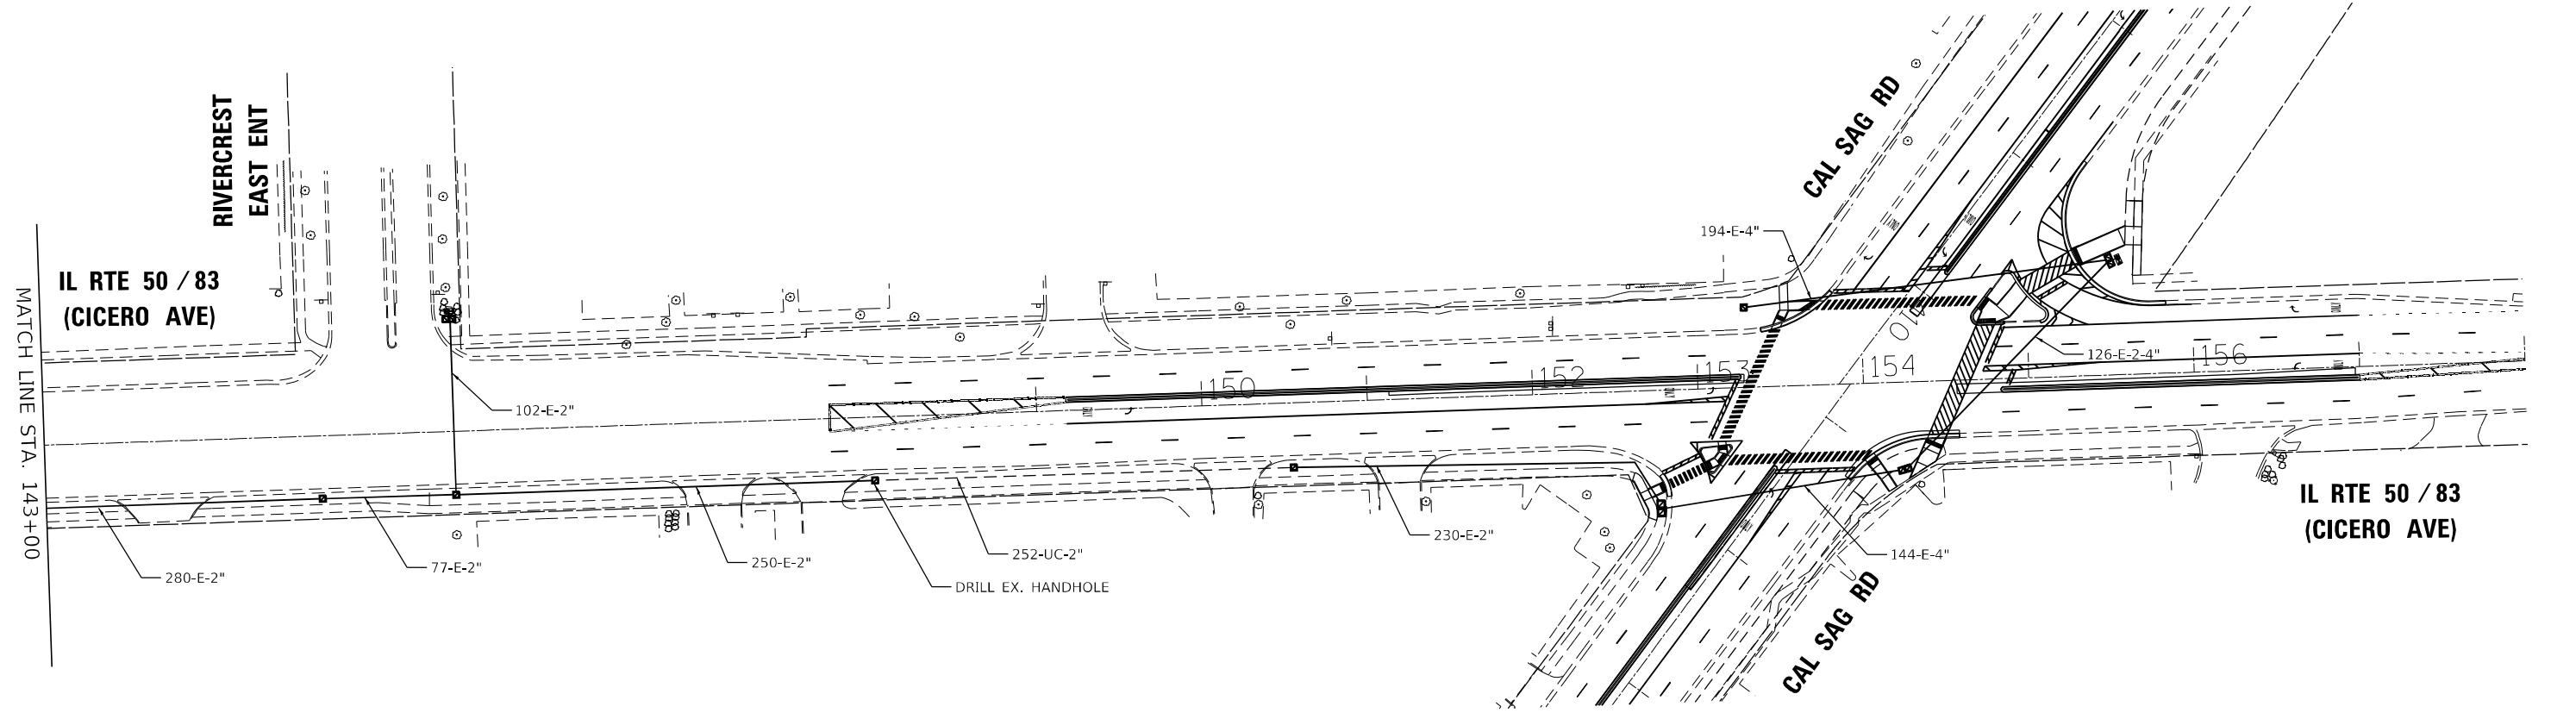 RIVERCREST
EAST ENT
CAL SAG RD
IL RTE 50 / 83
(CICERO AVE)
MATCH LINE STA. 143+00
194-E-4"
126-E-2-4"
102-E-2"
150
152
153
154
156
10
280-E-2"
77-E-2"
250-E-2"
252-UC-2"
DRILL EX. HANDHOLE
230-E-2"
144-E-4"
CAL SAG RD
IL RTE 50 / 83
(CICERO AVE)